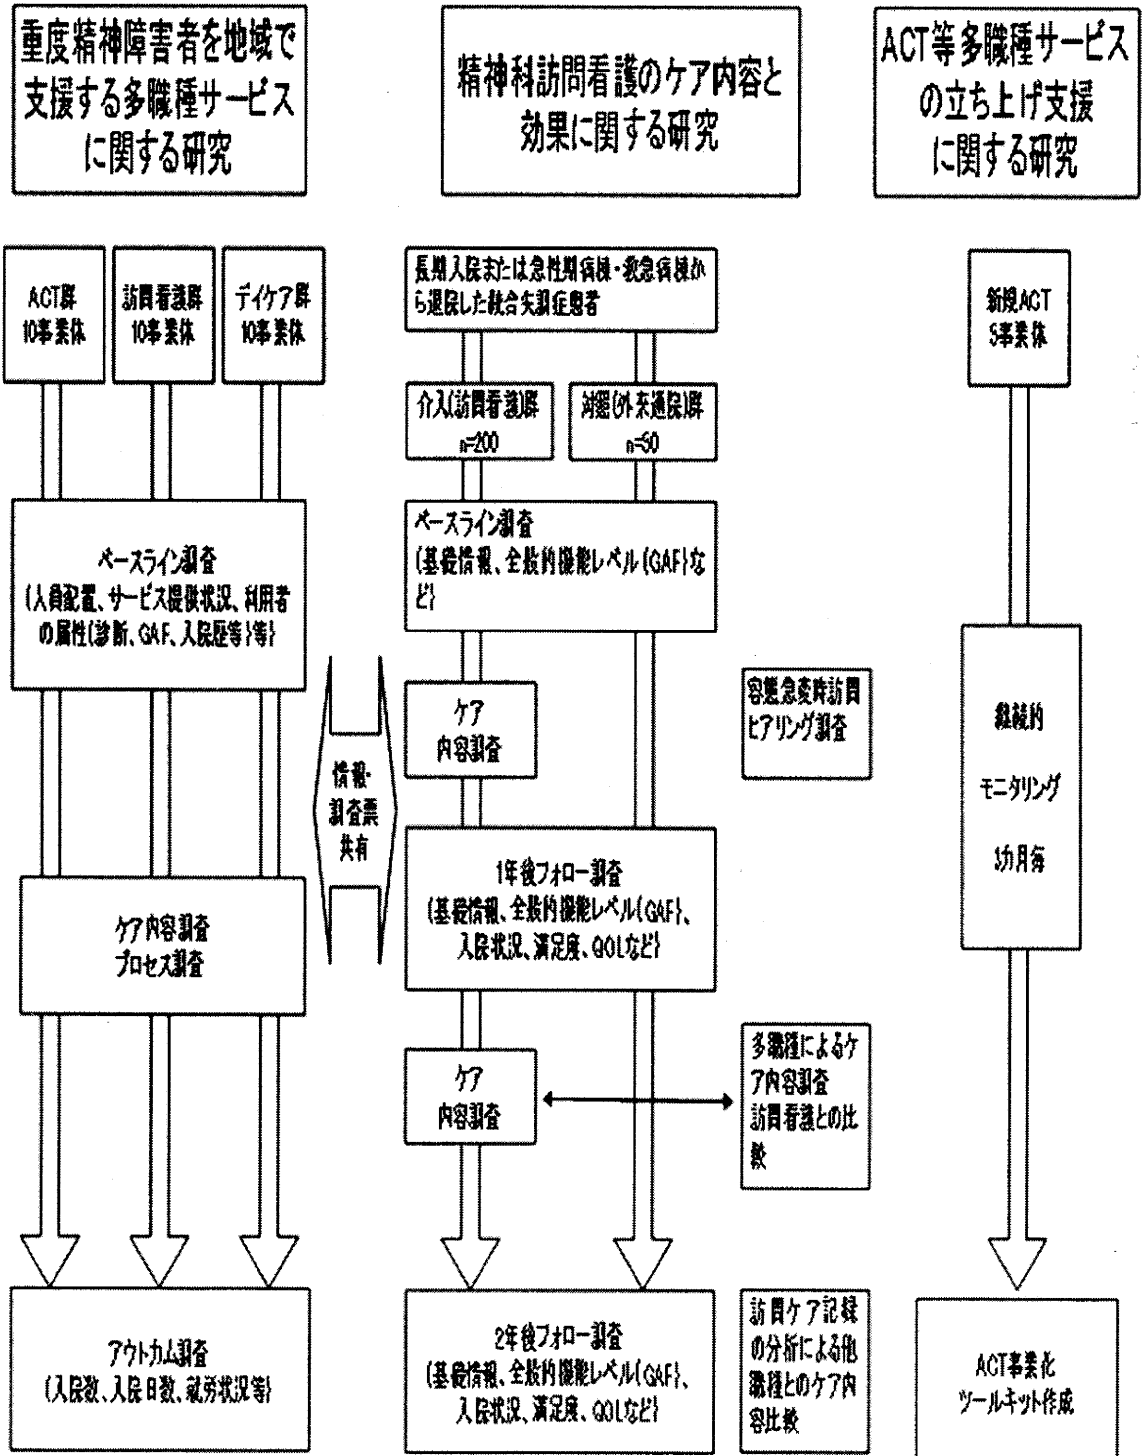 重度精神障害者を地域で
支援する多職種サービス
に関する研究
精神科訪問看護のケア内容と
効果に関する研究
ACT等多職種サービス
の立ち上げ支援
に関する研究
ACT群
10事業体
訪問看護群
10事業体
デイケア群
10事業体
長期入院または急性期病棟・救急病棟か
ら退院した統合失調症患者
新規ACT
5事業体
介入(訪問看護)群
n=200
対照(外来通院)群
n=50
ベースライン調査
(人員配置、サービス提供状況、利用者
の属性(診断、GAF、入院歴等)等)
ベースライン調査
(基礎情報、全般的機能レベル(GAF)な
ど)
ケア
内容調査
容態急変時訪問
ヒアリング調査
継続的
モニタリング
3カ月毎
情報・
調査票
共有
1年後フォロー調査
(基礎情報、全般的機能レベル(GAF)、
入院状況、満足度、QOLなど)
ケア内容調査
プロセス調査
ケア
内容調査
多職種によるケ
ア内容調査
訪問看護との比
較
アウトカム調査
(入院数、入院日数、就労状況等)
2年後フォロー調査
(基礎情報、全般的機能レベル(GAF)、
入院状況、満足度、QOLなど)
訪問ケア記録
の分析による他
職種とのケア内
容比較
ACT事業化
ツールキット作成